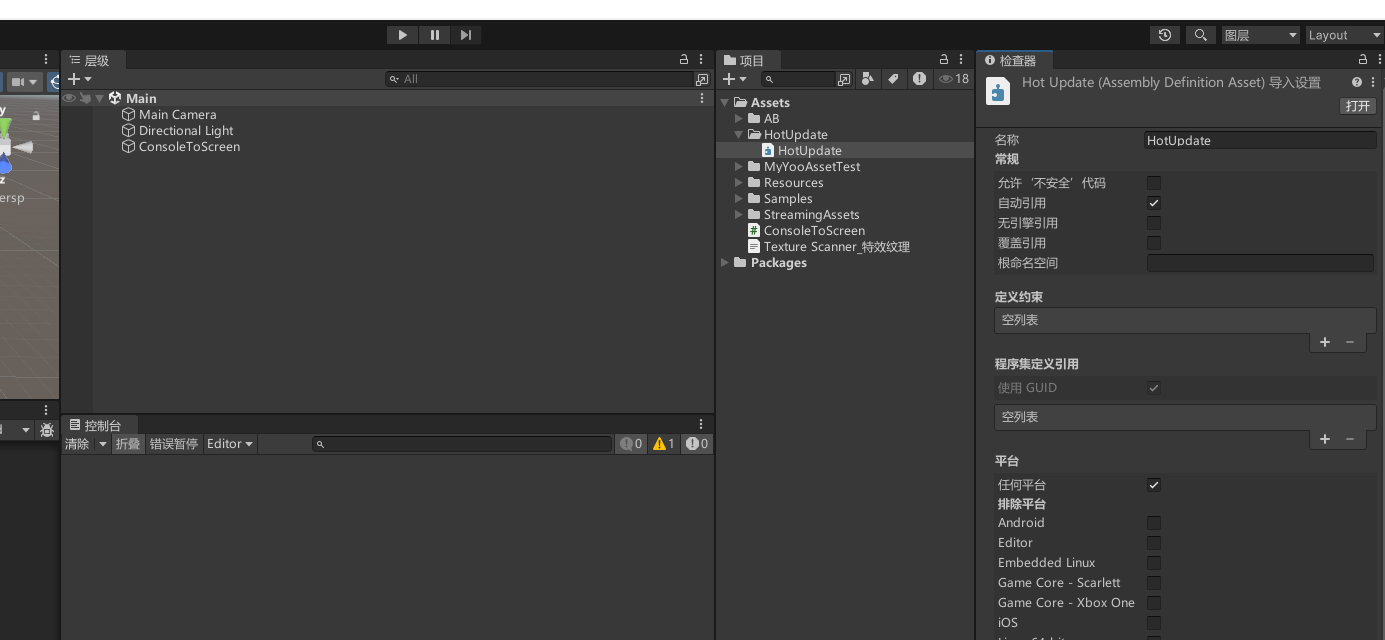 图层
Layout
层级
All
Main
Main Camera
Directional Light
ConsoleToScreen
y
z
ersp
控制台
清除
折叠
错误暂停
Editor
0
1
0
项目
18
Assets
AB
HotUpdate
HotUpdate
MyYooAssetTest
Resources
Samples
StreamingAssets
ConsoleToScreen
Texture Scanner_特效纹理
Packages
检查器
Hot Update (Assembly Definition Asset) 导入设置
打开
名称 HotUpdate
常规
允许‘不安全’代码
自动引用
无引擎引用
覆盖引用
根命名空间
定义约束
空列表
程序集定义引用
使用 GUID
空列表
平台
任何平台
排除平台
Android
Editor
Embedded Linux
Game Core - Scarlett
Game Core - Xbox One
iOS